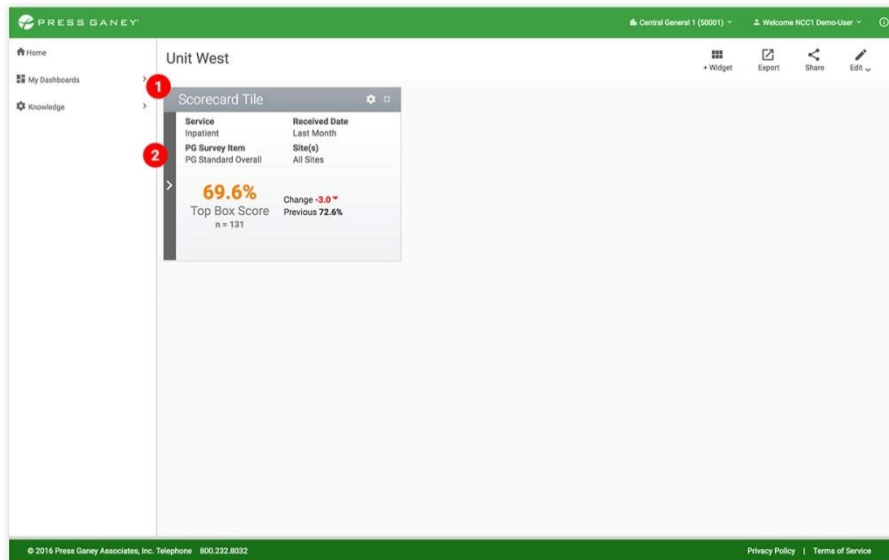 PRESS GANEY
Central General 1 (50001)
Welcome NCC1 Demo-User
Home
My Dashboards
Knowledge
Unit West
+ Widget
Export
Share
Edit
1
Scorecard Tile
Service
Inpatient
Received Date
Last Month
2
PG Survey Item
PG Standard Overall
Site(s)
All Sites
69.6%
Top Box Score
n = 131
Change -3.0
Previous 72.6%
© 2016 Press Ganey Associates, Inc. Telephone 800.232.8032
Privacy Policy | Terms of Service